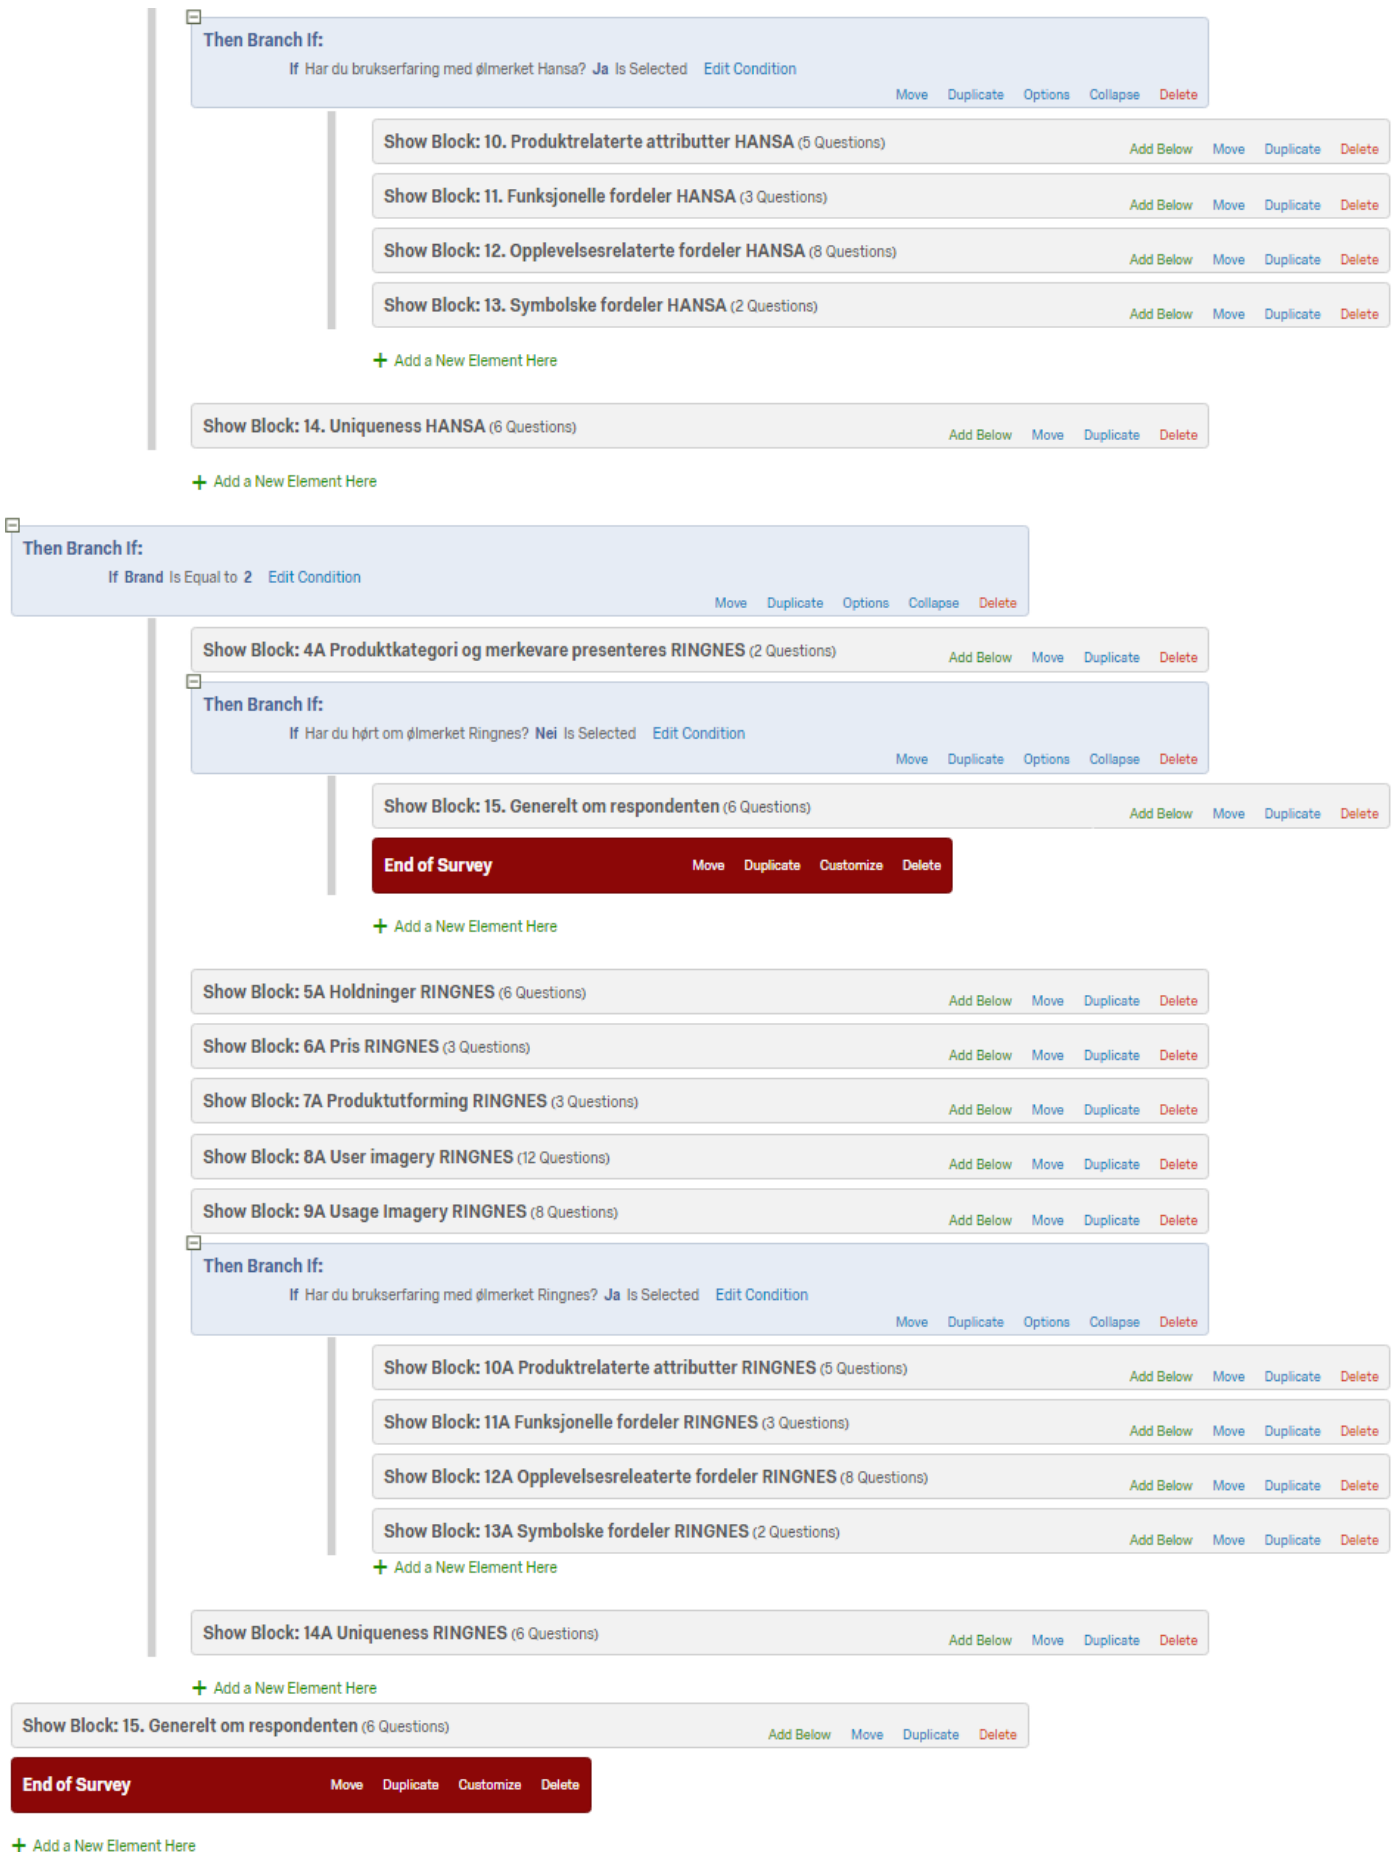 Then Branch If:
If Har du brukserfaring med ølmerket Hansa? Ja Is Selected Edit Condition
Move Duplicate Options Collapse Delete
Show Block: 10. Produktrelaterte attributter HANSA (5 Questions)
Add Below Move Duplicate Delete
Show Block: 11. Funksjonelle fordeler HANSA (3 Questions)
Add Below Move Duplicate Delete
Show Block: 12. Opplevelsesrelaterte fordeler HANSA (8 Questions)
Add Below Move Duplicate Delete
Show Block: 13. Symbolske fordeler HANSA (2 Questions)
Add Below Move Duplicate Delete
+ Add a New Element Here
Show Block: 14. Uniqueness HANSA (6 Questions)
Add Below Move Duplicate Delete
+ Add a New Element Here
Then Branch If:
If Brand Is Equal to 2 Edit Condition
Move Duplicate Options Collapse Delete
Show Block: 4A Produktkategori og merkevare presenteres RINGNES (2 Questions)
Add Below Move Duplicate Delete
Then Branch If:
If Har du hørt om ølmerket Ringnes? Nei Is Selected Edit Condition
Move Duplicate Options Collapse Delete
Show Block: 15. Generelt om respondenten (6 Questions)
Add Below Move Duplicate Delete
End of Survey Move Duplicate Customize Delete
+ Add a New Element Here
Show Block: 5A Holdninger RINGNES (6 Questions)
Add Below Move Duplicate Delete
Show Block: 6A Pris RINGNES (3 Questions)
Add Below Move Duplicate Delete
Show Block: 7A Produktutforming RINGNES (3 Questions)
Add Below Move Duplicate Delete
Show Block: 8A User imagery RINGNES (12 Questions)
Add Below Move Duplicate Delete
Show Block: 9A Usage Imagery RINGNES (8 Questions)
Add Below Move Duplicate Delete
Then Branch If:
If Har du brukserfaring med ølmerket Ringnes? Ja Is Selected Edit Condition
Move Duplicate Options Collapse Delete
Show Block: 10A Produktrelaterte attributter RINGNES (5 Questions)
Add Below Move Duplicate Delete
Show Block: 11A Funksjonelle fordeler RINGNES (3 Questions)
Add Below Move Duplicate Delete
Show Block: 12A Opplevelsesreleaterte fordeler RINGNES (8 Questions)
Add Below Move Duplicate Delete
Show Block: 13A Symbolske fordeler RINGNES (2 Questions)
Add Below Move Duplicate Delete
+ Add a New Element Here
Show Block: 14A Uniqueness RINGNES (6 Questions)
Add Below Move Duplicate Delete
+ Add a New Element Here
Show Block: 15. Generelt om respondenten (6 Questions)
Add Below Move Duplicate Delete
End of Survey Move Duplicate Customize Delete
+ Add a New Element Here